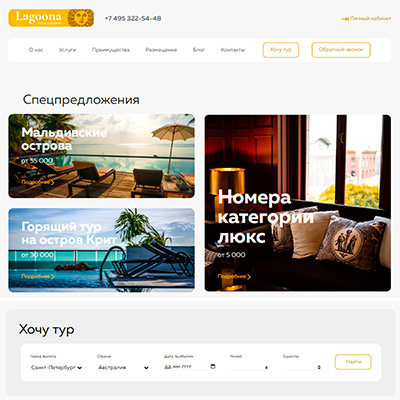 Lagoona
+7 495 322-54-48
Личный кабинет
О нас Услуги Преимущества Размещение Блог Контакты Хочу тур Обратный звонок
Спецпредложения
Мальдивские
острова
от 55 000
Подробнее
Горящий тур
на остров Крит
от 30 000
Подробнее
Номера
категории
люкс
от 5 000
Подробнее
Хочу тур
Город вылета Страна Дата прибытия Ночей Туристы
Санкт-Петербург Австралия ДД.ММ.ГГГГ
Найти